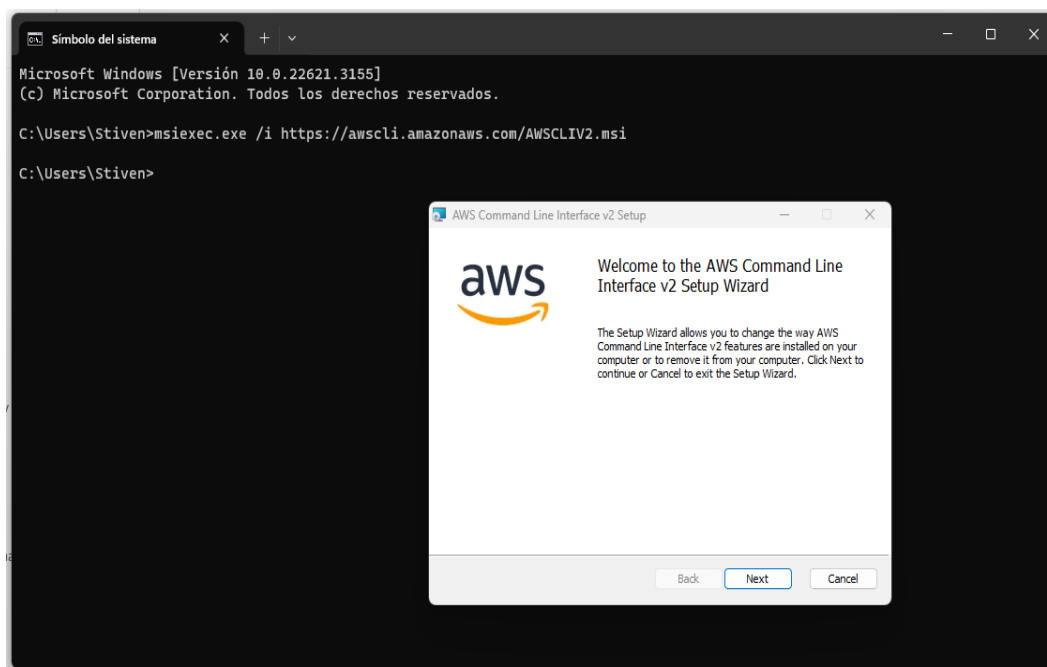 Símbolo del sistema
Microsoft Windows [Versión 10.0.22621.3155]
(c) Microsoft Corporation. Todos los derechos reservados.
C:\Users\Stiven>msiexec.exe /i https://awscli.amazonaws.com/AWSCLIV2.msi
C:\Users\Stiven>
AWS Command Line Interface v2 Setup
aws
Welcome to the AWS Command Line
Interface v2 Setup Wizard
The Setup Wizard allows you to change the way AWS
Command Line Interface v2 features are installed on your
computer or to remove it from your computer. Click Next to
continue or Cancel to exit the Setup Wizard.
Back Next Cancel